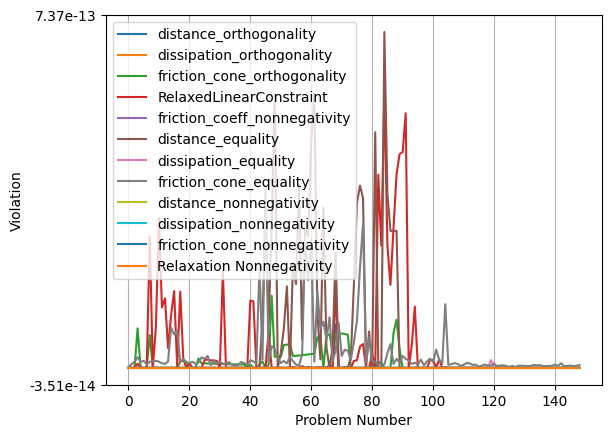 7.37e-13
distance_orthogonality
dissipation_orthogonality
friction_cone_orthogonality
RelaxedLinearConstraint
friction_coeff_nonnegativity
distance_equality
dissipation_equality
friction_cone_equality
distance_nonnegativity
dissipation_nonnegativity
friction_cone_nonnegativity
Relaxation Nonnegativity
Violation
-3.51e-14
0 20 40 60 80 100 120 140
Problem Number